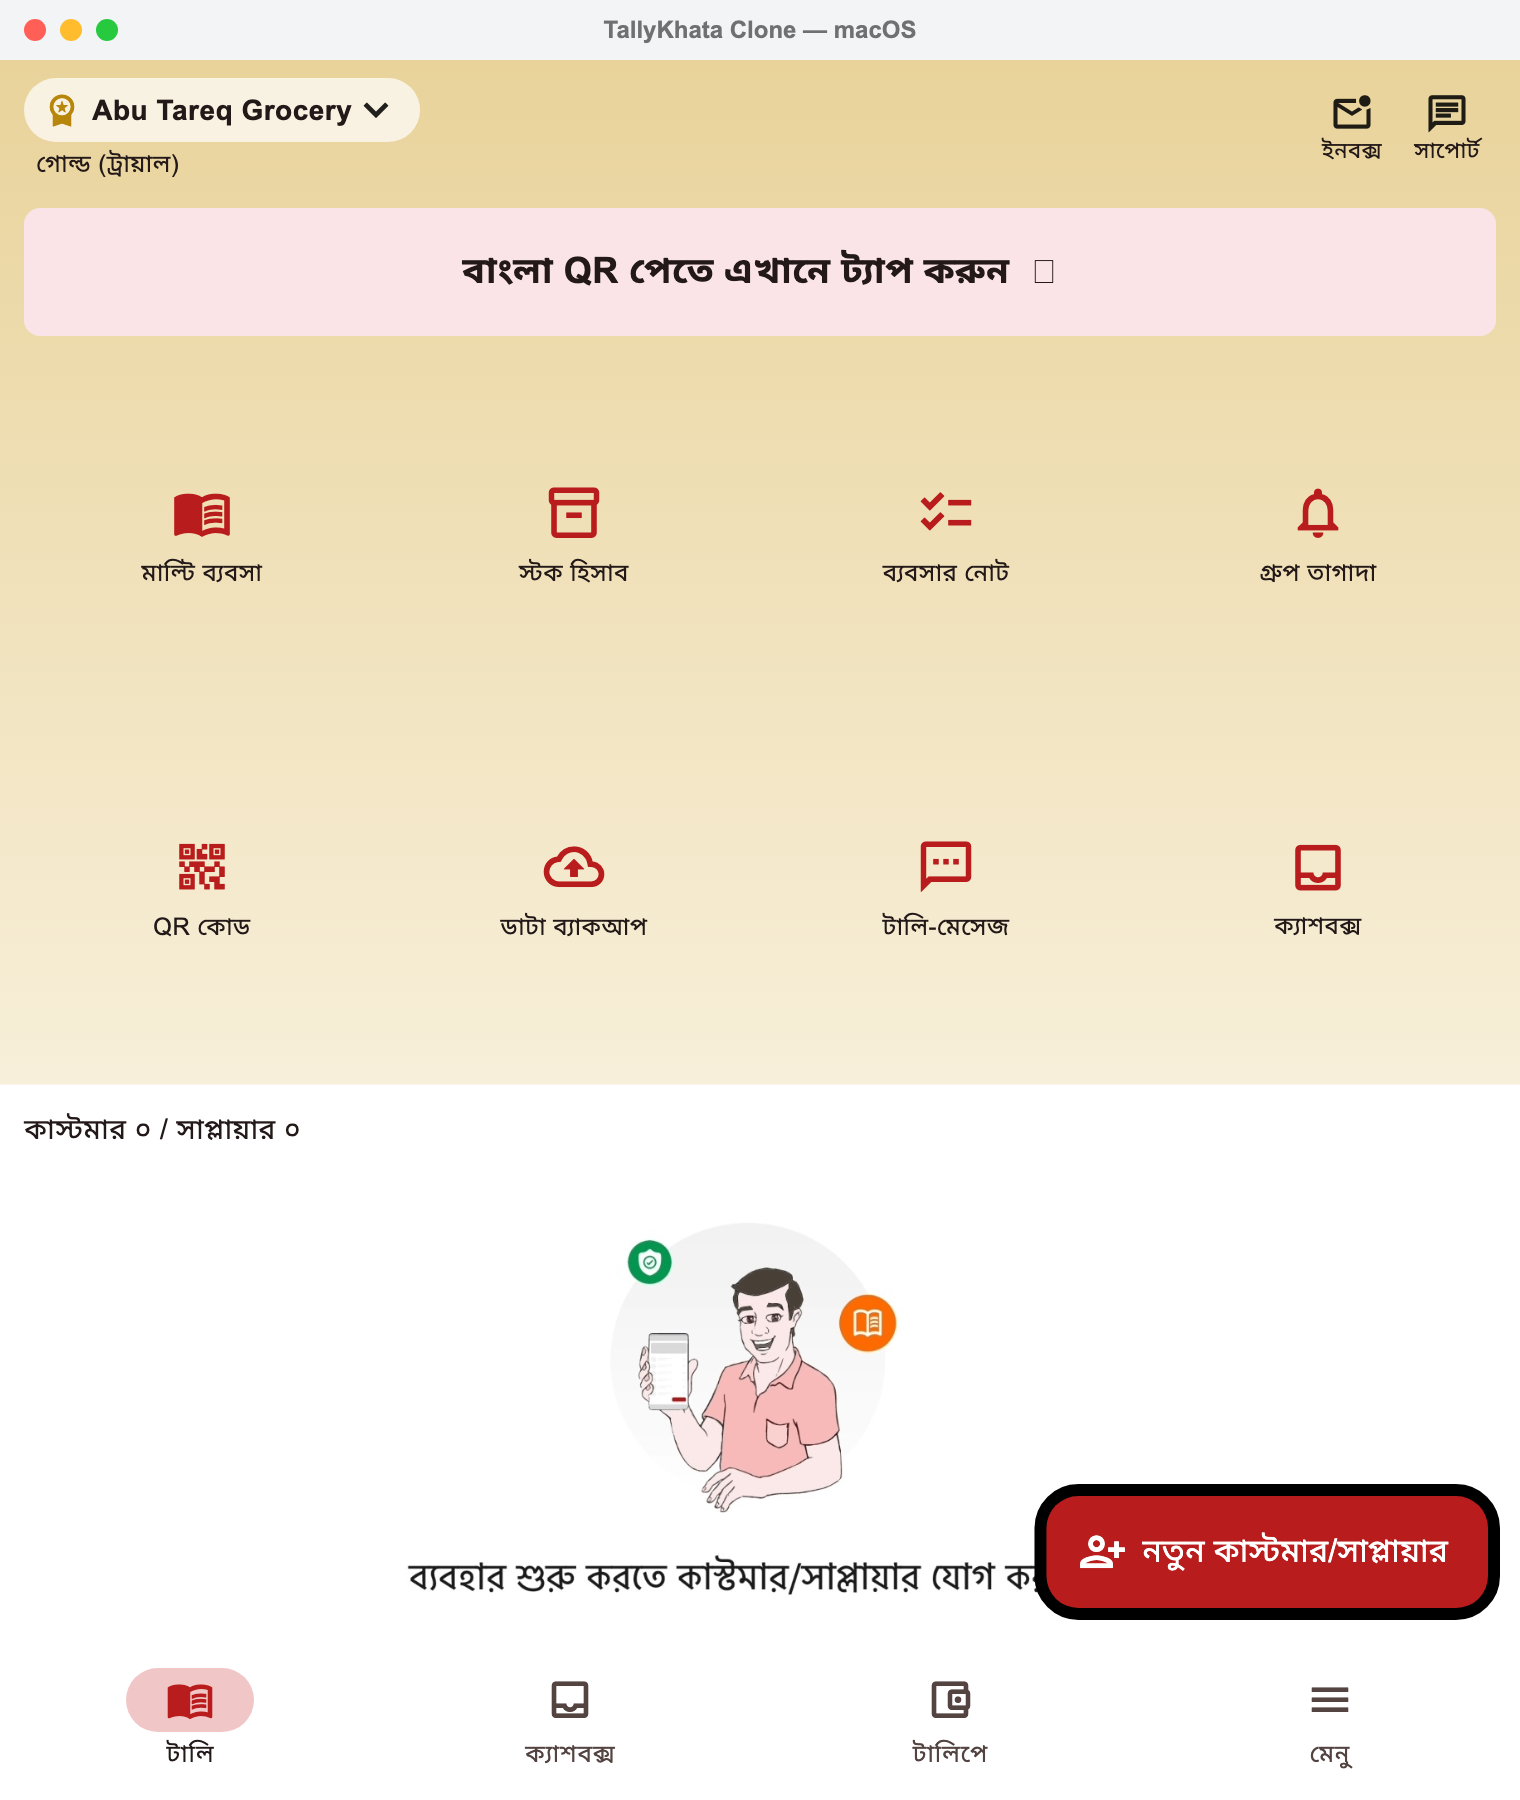 TallyKhata Clone — macOS
Abu Tareq Grocery
গোল্ড (ট্রায়াল)
ইনবক্স
সাপোর্ট
বাংলা QR পেতে এখানে ট্যাপ করুন
মাল্টি ব্যবসা
স্টক হিসাব
ব্যবসার নোট
গ্রুপ তাগাদা
QR কোড
ডাটা ব্যাকআপ
টালি-মেসেজ
ক্যাশবক্স
কাস্টমার ০ / সাপ্লায়ার ০
ব্যবহার শুরু করতে কাস্টমার/সাপ্লায়ার যোগ
নতুন কাস্টমার/সাপ্লায়ার
টালি
ক্যাশবক্স
টালিপে
মেনু